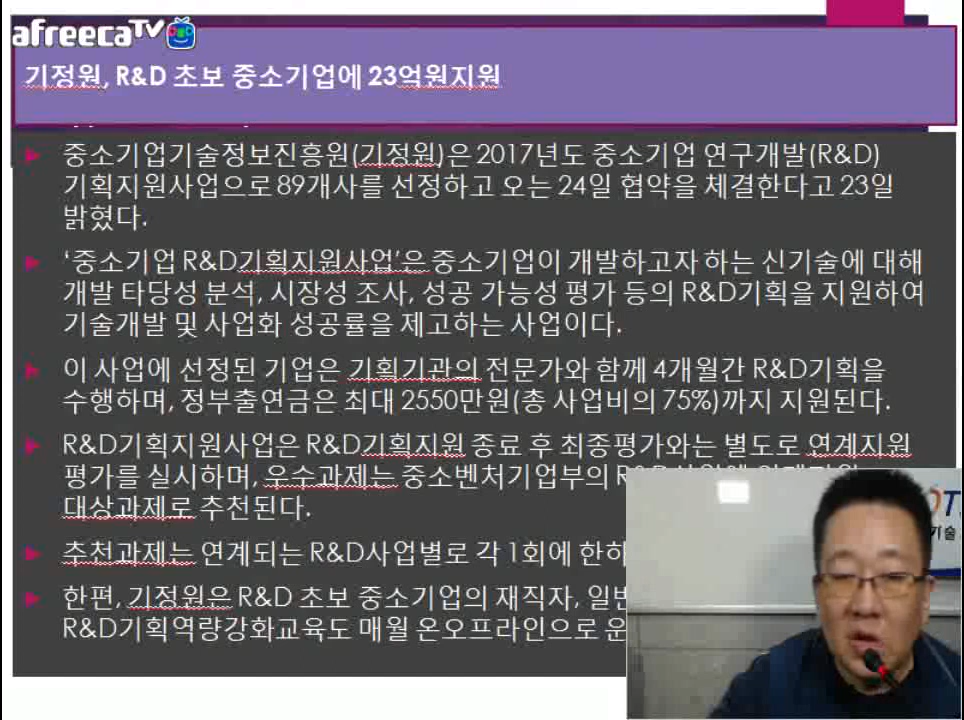 afreecaTV
기정원, R&D 초보 중소기업에 23억원지원
중소기업기술정보진흥원(기정원)은 2017년도 중소기업 연구개발(R&D)
기획지원사업으로 89개사를 선정하고 오는 24일 협약을 체결한다고 23일
밝혔다.
‘중소기업 R&D기획지원사업’은 중소기업이 개발하고자 하는 신기술에 대해
개발 타당성 분석, 시장성 조사, 성공 가능성 평가 등의 R&D기획을 지원하여
기술개발 및 사업화 성공률을 제고하는 사업이다.
이 사업에 선정된 기업은 기획기관의 전문가와 함께 4개월간 R&D기획을
수행하며, 정부출연금은 최대 2550만원(총 사업비의 75%)까지 지원된다.
R&D기획지원사업은 R&D기획지원 종료 후 최종평가와는 별도로 연계지원
평가를 실시하며, 우수과제는 중소벤처기업부의
대상과제로 추천된다.
추천과제는 연계되는 R&D사업별로 각 1회에 한하
한편, 기정원은 R&D 초보 중소기업의 재직자, 일반
R&D기획역량강화교육도 매월 온오프라인으로 운
기술